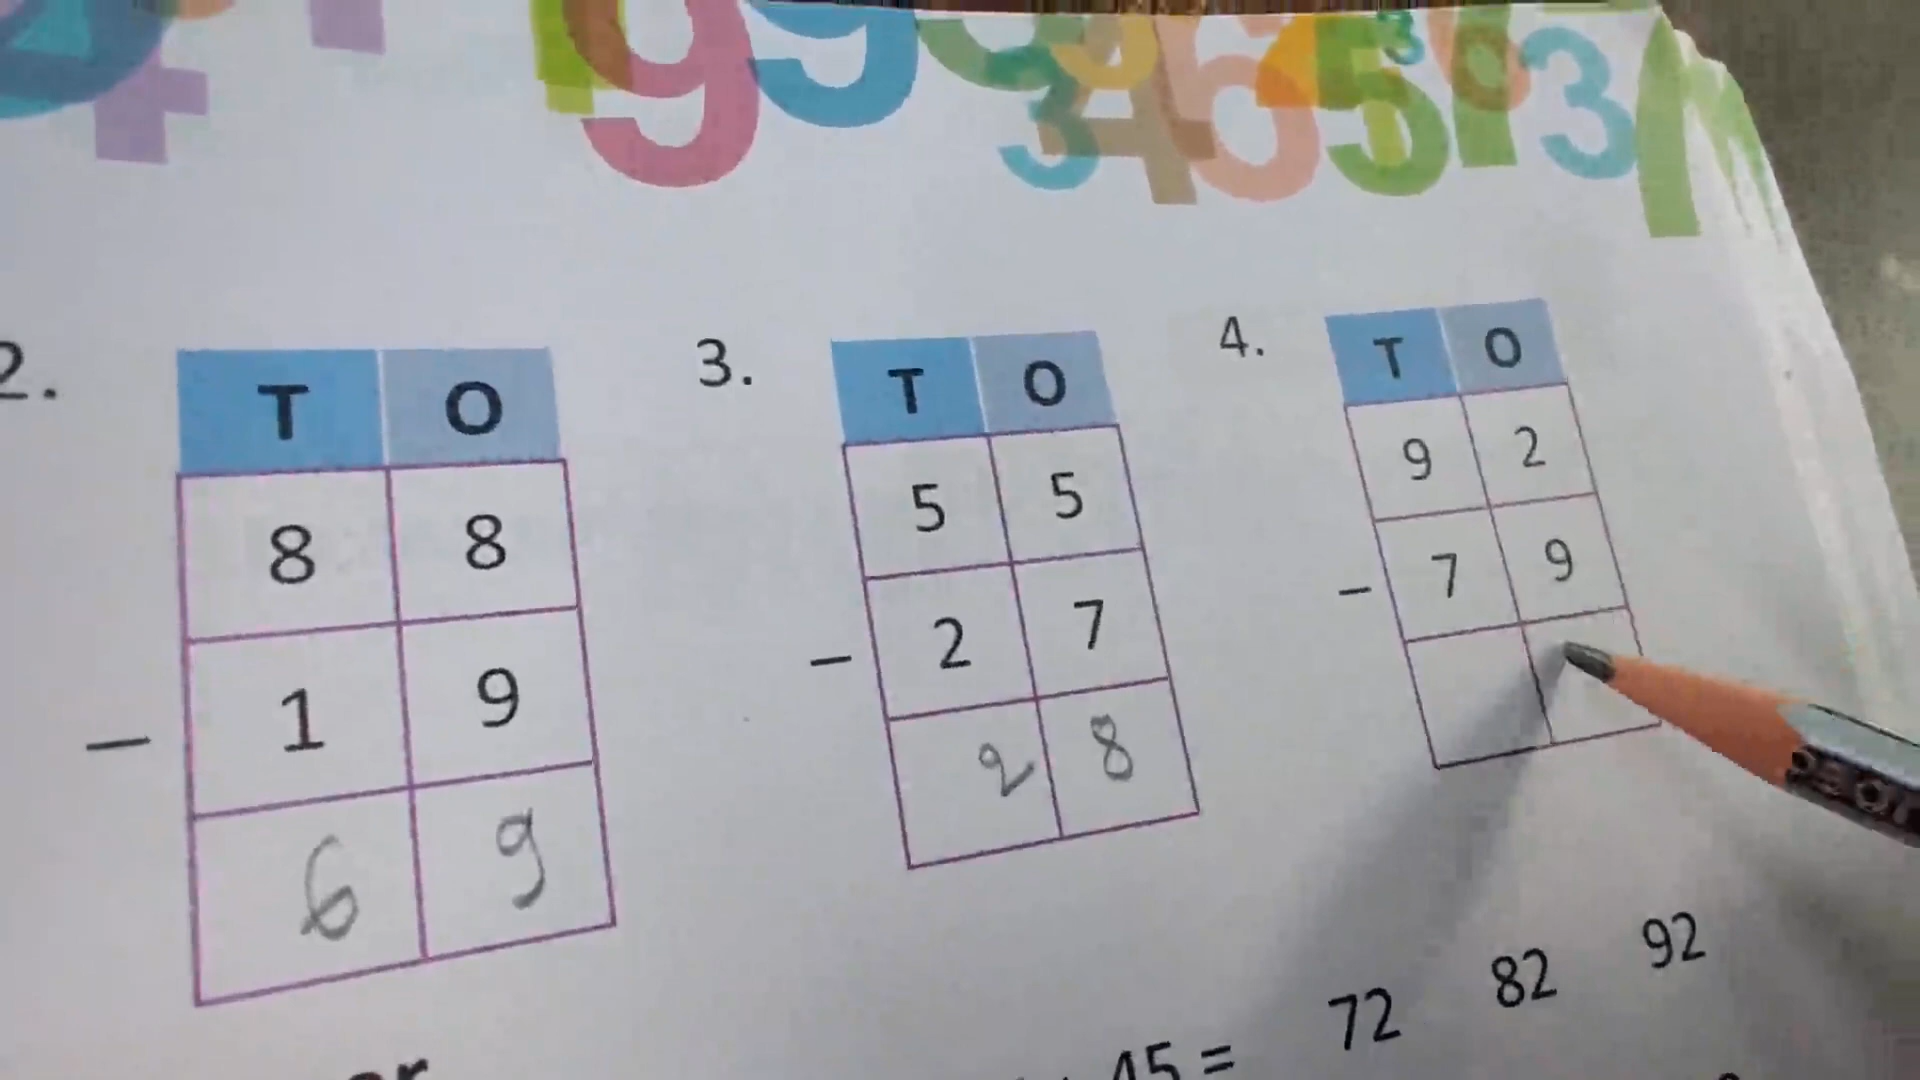 2.
T O
8 8
– 1 9
6 9
3.
T O
5 5
– 2 7
2 8
4.
T O
9 2
– 7 9
72 82 92
45 =